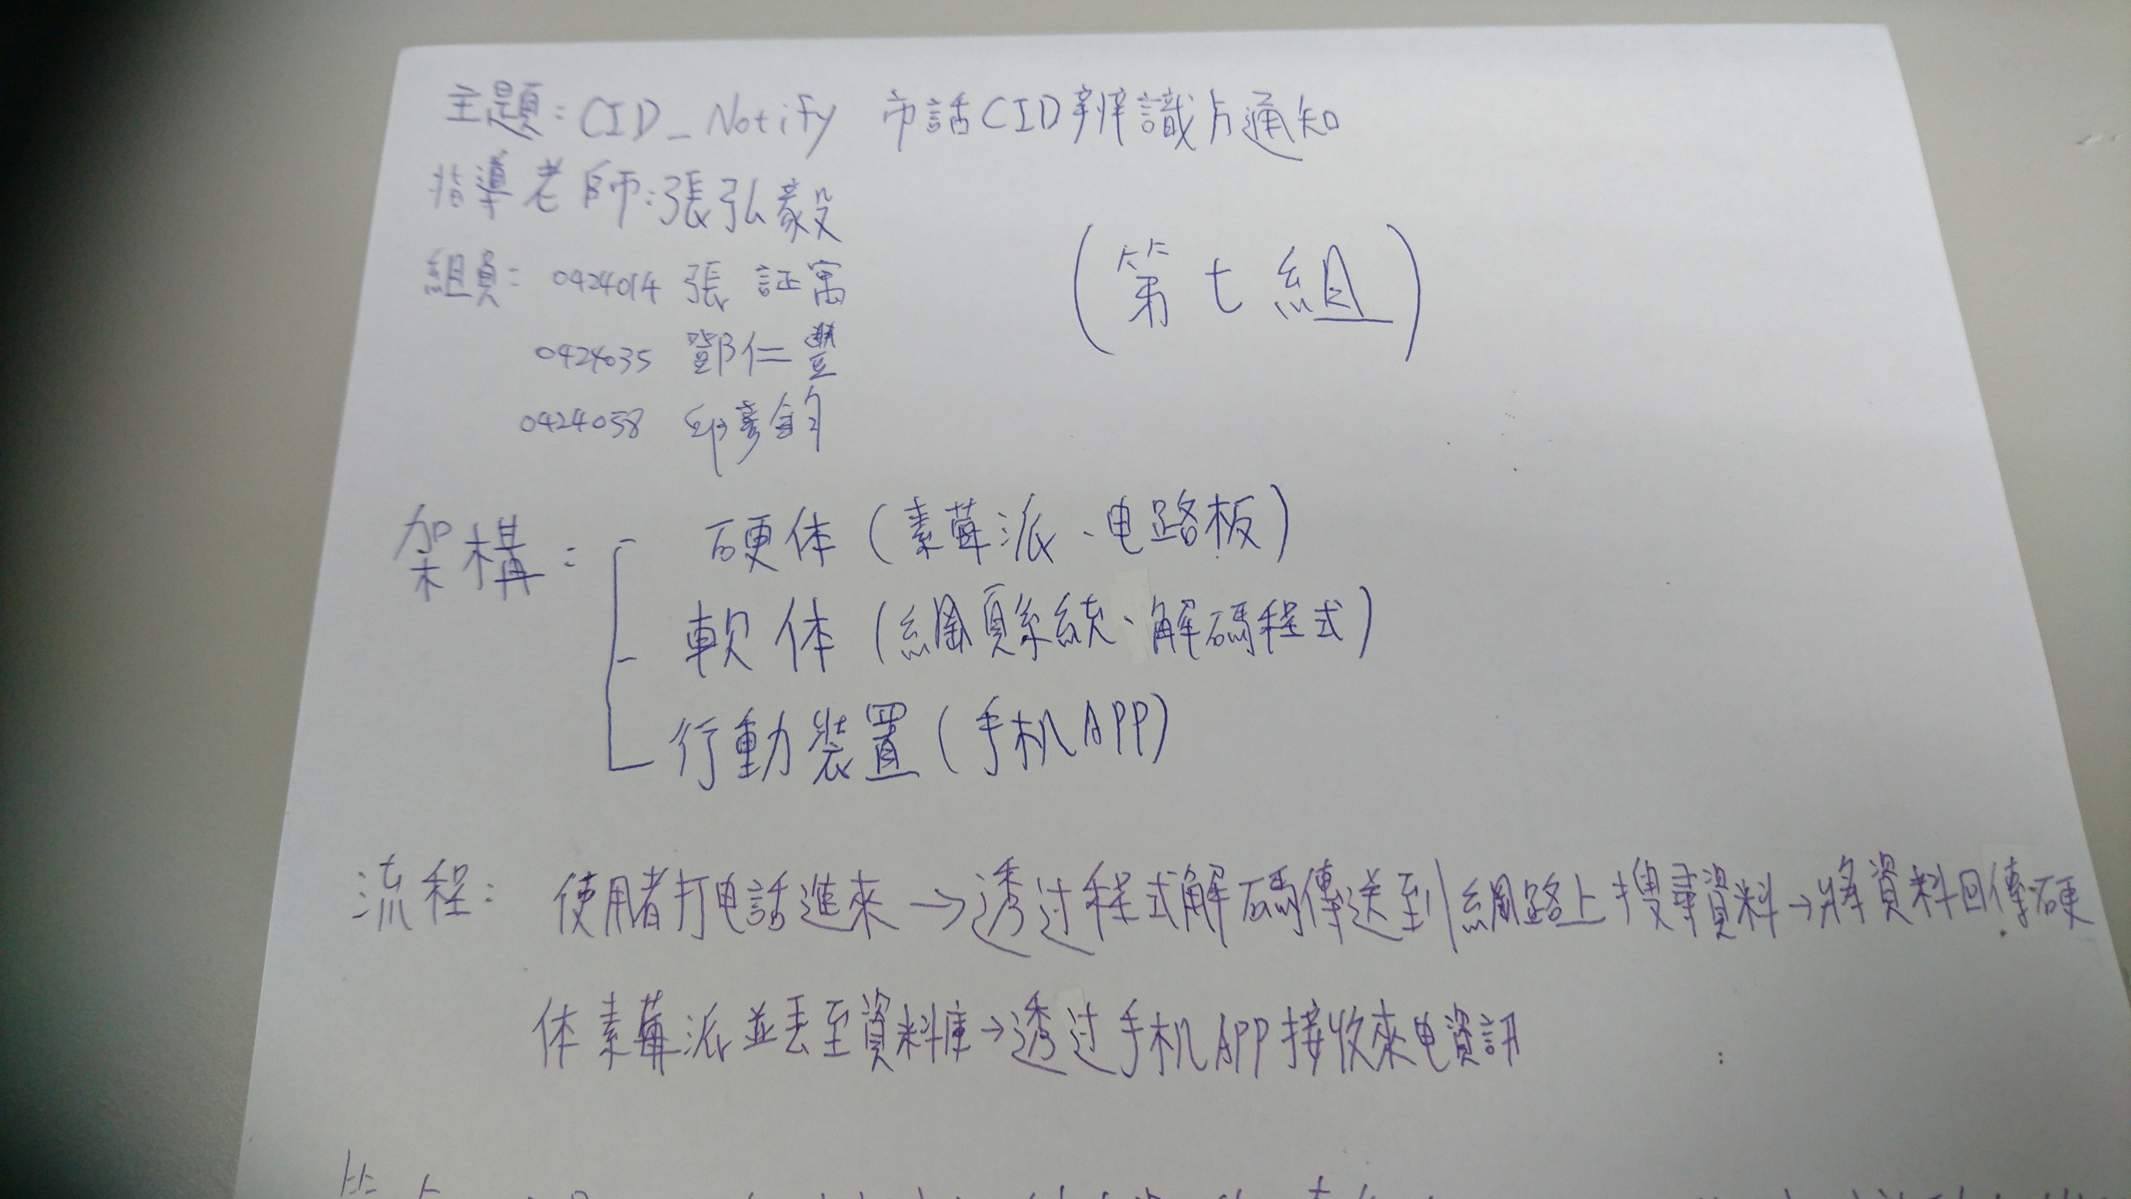 主題：CID_Notify 市話CID辨識与通知
指導老師：張弘毅
(第七組)
組員：0424014 張証寓
0424035 鄧仁豐
0424058 邱彥鈞
架構：
硬体(素莓派、电路板)
軟体(網頁系統、解碼程式)
行動裝置(手机APP)
流程：使用者打电話進來→透过程式解碼傳送到網路上搜尋資料→將資料回傳硬
体素莓派並丟至資料庫→透过手机APP接收來电資訊